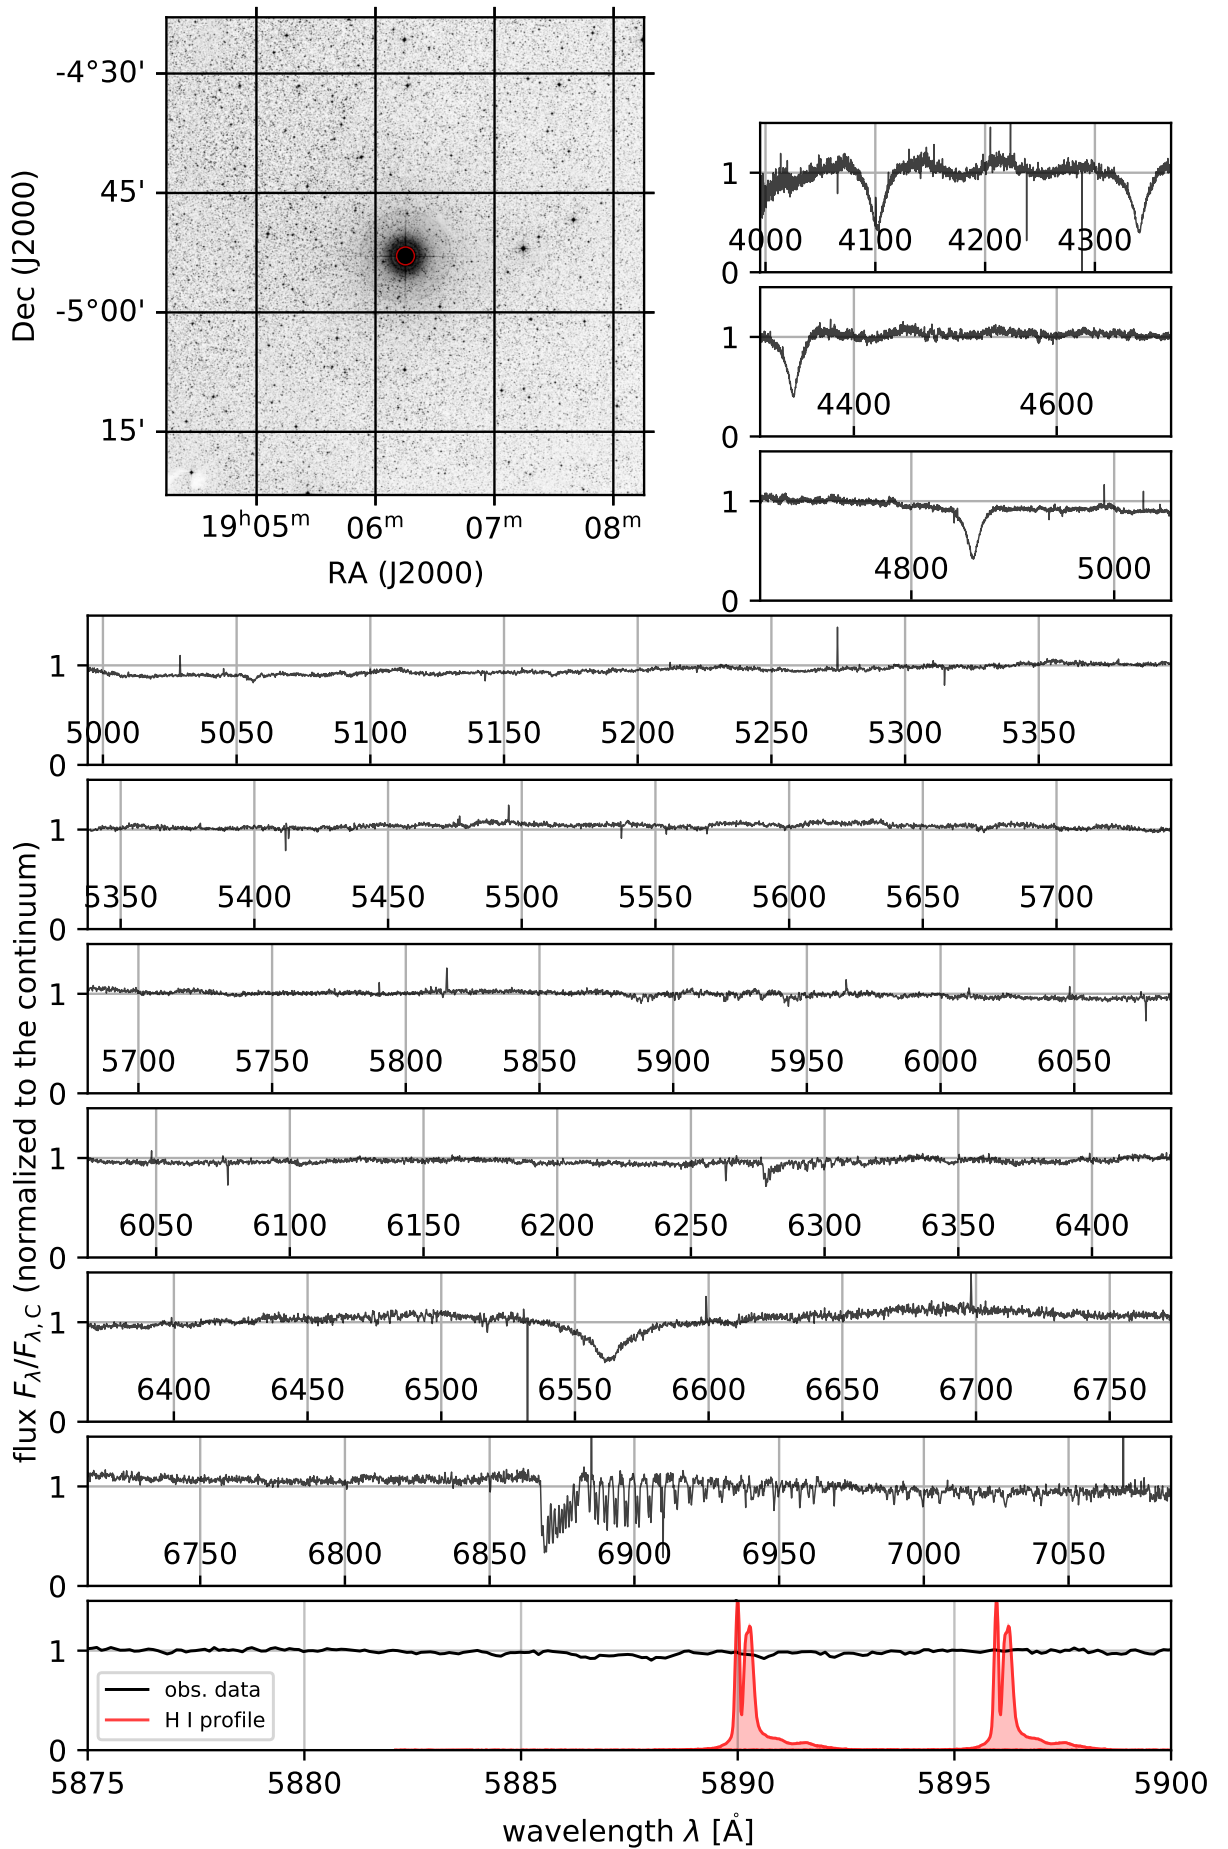 Dec (J2000)
-4°30'
45'
-5°00'
15'
19ʰ05ᵐ 06ᵐ 07ᵐ 08ᵐ
RA (J2000)
1
0
4000 4100 4200 4300
1
0
4400 4600
1
0
4800 5000
flux Fλ/Fλ,C (normalized to the continuum)
1
0
5000 5050 5100 5150 5200 5250 5300 5350
1
0
5350 5400 5450 5500 5550 5600 5650 5700
1
0
5700 5750 5800 5850 5900 5950 6000 6050
1
0
6050 6100 6150 6200 6250 6300 6350 6400
1
0
6400 6450 6500 6550 6600 6650 6700 6750
1
0
6750 6800 6850 6900 6950 7000 7050
1
0
obs. data
H I profile
5875 5880 5885 5890 5895 5900
wavelength λ [Å]